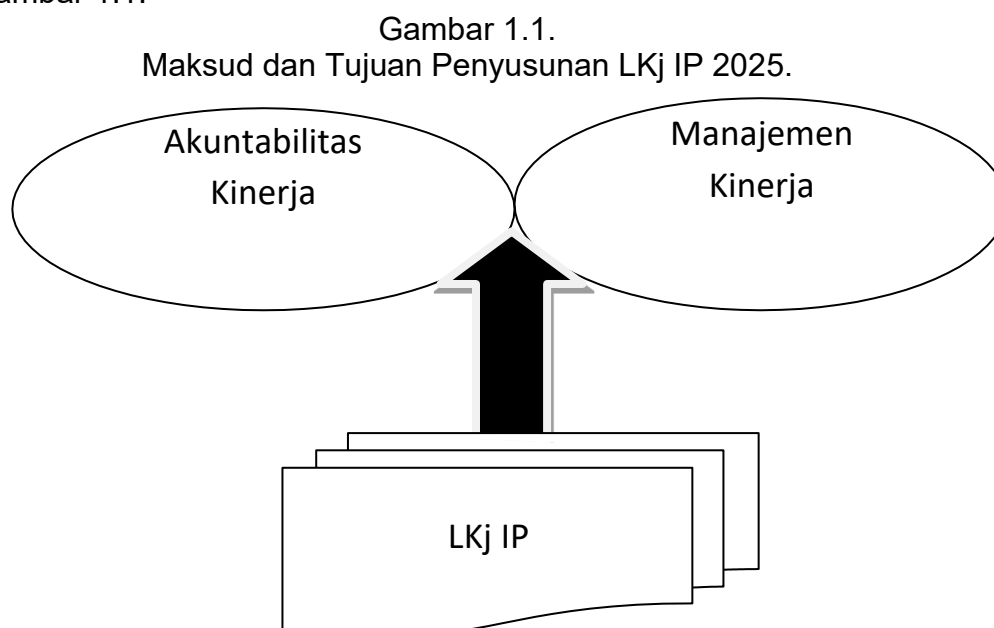 Gambar 1.1.
Maksud dan Tujuan Penyusunan LKj IP 2025.
Akuntabilitas
Kinerja
Manajemen
Kinerja
LKj IP